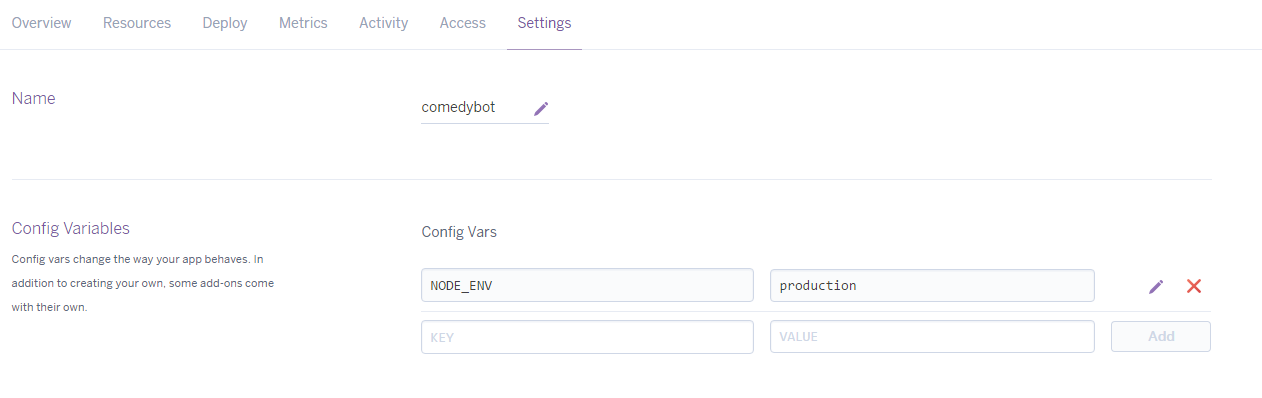 Overview Resources Deploy Metrics Activity Access Settings
Name
comedybot
Config Variables
Config vars change the way your app behaves. In
addition to creating your own, some add-ons come
with their own.
Config Vars
NODE_ENV production
KEY VALUE Add